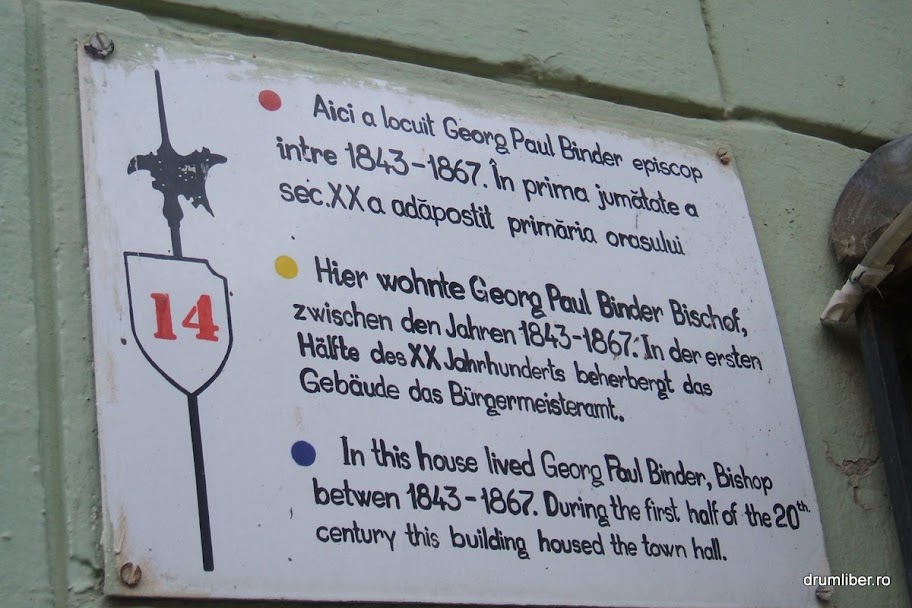 14
Aici a locuit Georg Paul Binder episcop
intre 1843-1867. În prima jumătate a
sec.XX a adăpostit primăria orasului
Hier wohnte Georg Paul Binder Bischof,
zwischen den Jahren 1843-1867. In der ersten
Hälfte des XX Jahrhunderts beherbergt das
Gebäude das Bürgermeisteramt.
In this house lived Georg Paul Binder, Bishop
betwen 1843-1867. During the first half of the 20th.
century this building housed the town hall.
drumliber.ro